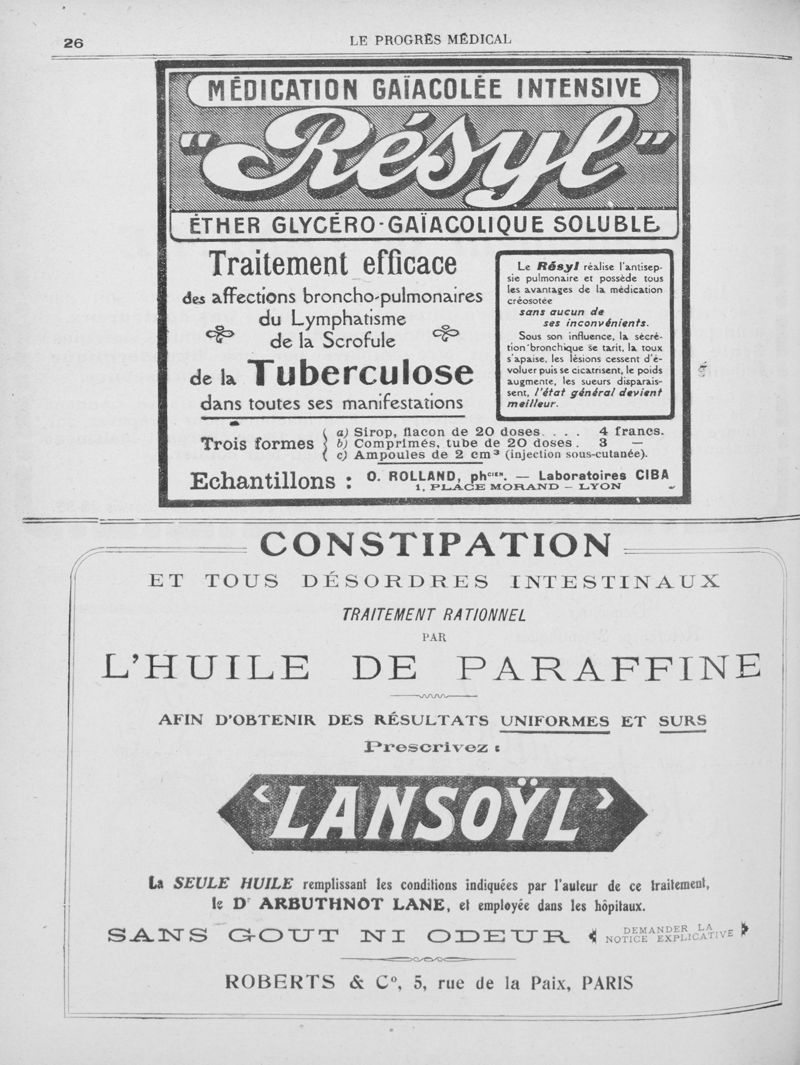 26
LE PROGRÈS MÉDICAL
MÉDICATION GAÏACOLÉE INTENSIVE
"Résyl"
ÉTHER GLYCÉRO-GAÏACOLIQUE SOLUBLE
Traitement efficace
des affections broncho-pulmonaires
du Lymphatisme
de la Scrofule
de la Tuberculose
dans toutes ses manifestations
Le Résyl réalise l'antisep-
sie pulmonaire et possède tous
les avantages de la médication
créosotée
sans aucun de
ses inconvénients.
Sous son influence, la sécré-
tion bronchique se tarit, la toux
s'apaise, les lésions cessent d'é-
voluer puis se cicatrisent, le poids
augmente, les sueurs disparais-
sent, l'état général devient
meilleur.
Trois formes
a) Sirop, flacon de 20 doses. . . . 4 francs.
b) Comprimés, tube de 20 doses . 3 —
c) Ampoules de 2 cm³ (injection sous-cutanée).
Echantillons : O. ROLLAND, phCIEN. — Laboratoires CIBA
1, PLACE MORAND — LYON
CONSTIPATION
ET TOUS DÉSORDRES INTESTINAUX
TRAITEMENT RATIONNEL
PAR
L'HUILE DE PARAFFINE
AFIN D'OBTENIR DES RÉSULTATS UNIFORMES ET SURS
Prescrivez :
‹LANSOŸL›
La SEULE HUILE remplissant les conditions indiquées par l'auteur de ce traitement,
le Dr ARBUTHNOT LANE, et employée dans les hôpitaux.
SANS GOUT NI ODEUR
DEMANDER LA
NOTICE EXPLICATIVE
ROBERTS & Co, 5, rue de la Paix, PARIS